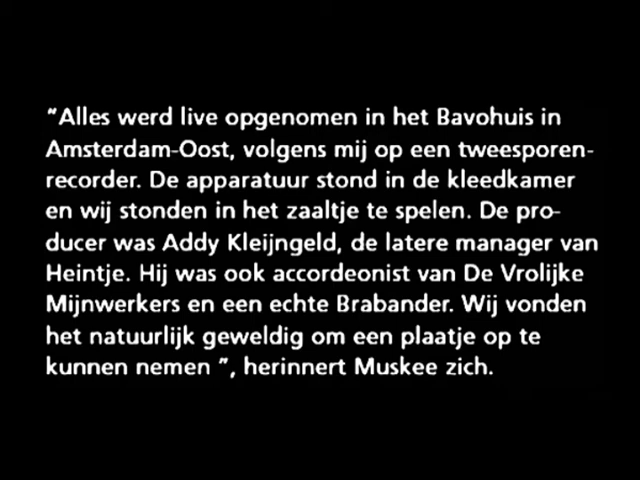 "Alles werd live opgenomen in het Bavohuis in
Amsterdam-Oost, volgens mij op een tweesporen-
recorder. De apparatuur stond in de kleedkamer
en wij stonden in het zaaltje te spelen. De pro-
ducer was Addy Kleijngeld, de latere manager van
Heintje. Hij was ook accordeonist van De Vrolijke
Mijnwerkers en een echte Brabander. Wij vonden
het natuurlijk geweldig om een plaatje op te
kunnen nemen ", herinnert Muskee zich.